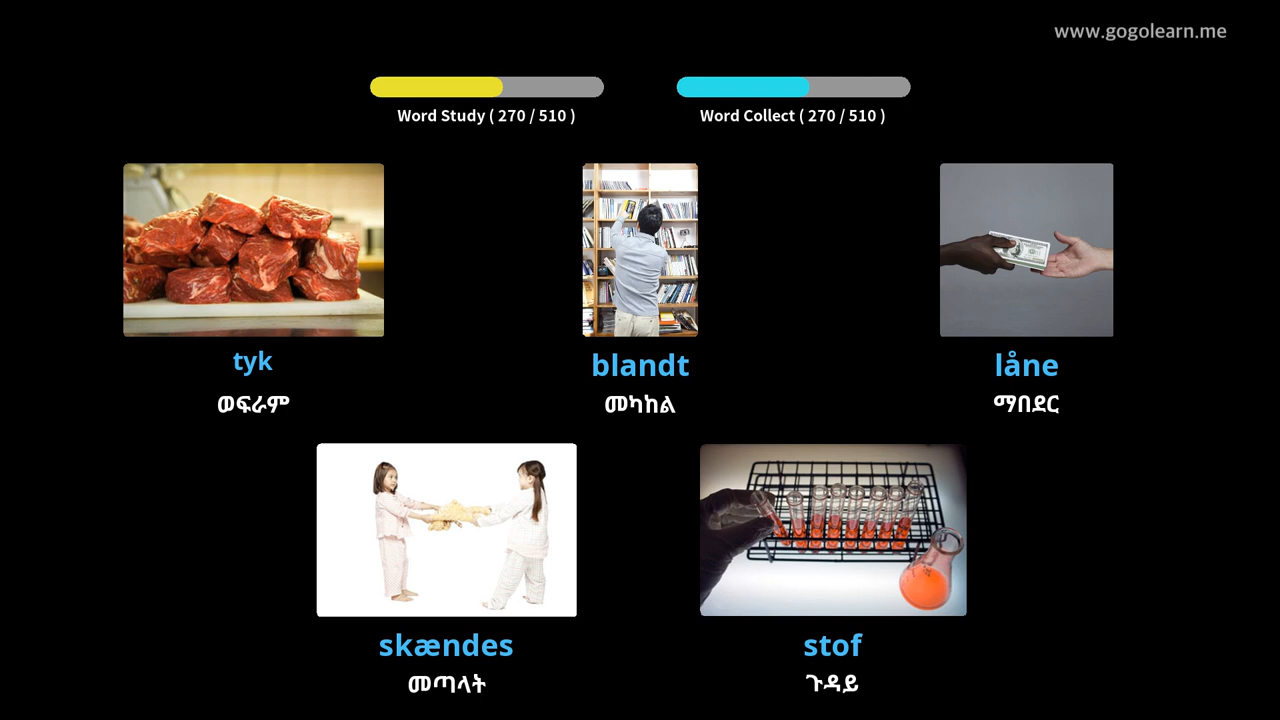 www.gogolearn.me
Word Study ( 270 / 510 )
Word Collect ( 270 / 510 )
tyk
ወፍራም
blandt
መካከል
låne
ማበደር
skændes
መጣላት
stof
ጉዳይ